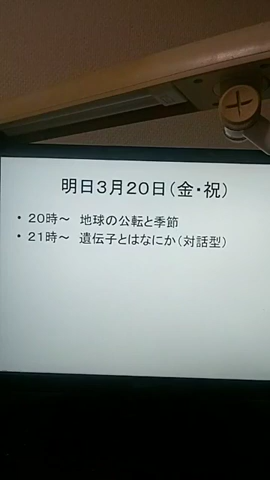 明日3月20日(金・祝)
• 20時~ 地球の公転と季節
• 21時~ 遺伝子とはなにか(対話型)